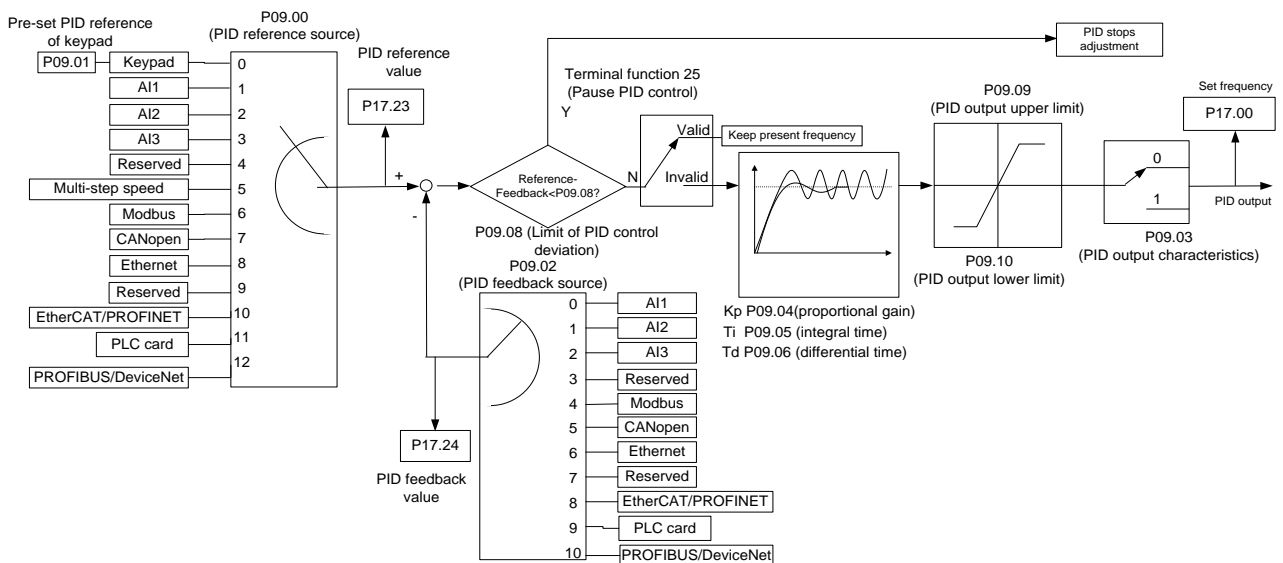 Pre-set PID reference
of keypad
P09.01
Keypad
AI1
AI2
AI3
Reserved
Multi-step speed
Modbus
CANopen
Ethernet
Reserved
EtherCAT/PROFINET
PLC card
PROFIBUS/DeviceNet
P09.00
(PID reference source)
0
1
2
3
4
5
6
7
8
9
10
11
12
PID reference
value
P17.23
+
-
P17.24
PID feedback
value
Reference-
Feedback<P09.08?
Y
N
P09.08 (Limit of PID control
deviation)
P09.02
(PID feedback source)
0
1
2
3
4
5
6
7
8
9
10
AI1
AI2
AI3
Reserved
Modbus
CANopen
Ethernet
Reserved
EtherCAT/PROFINET
PLC card
PROFIBUS/DeviceNet
Terminal function 25
(Pause PID control)
Valid
Invalid
Keep present frequency
PID stops
adjustment
Kp P09.04(proportional gain)
Ti P09.05 (integral time)
Td P09.06 (differential time)
P09.09
(PID output upper limit)
P09.10
(PID output lower limit)
0
1
P09.03
(PID output characteristics)
Set frequency
P17.00
PID output